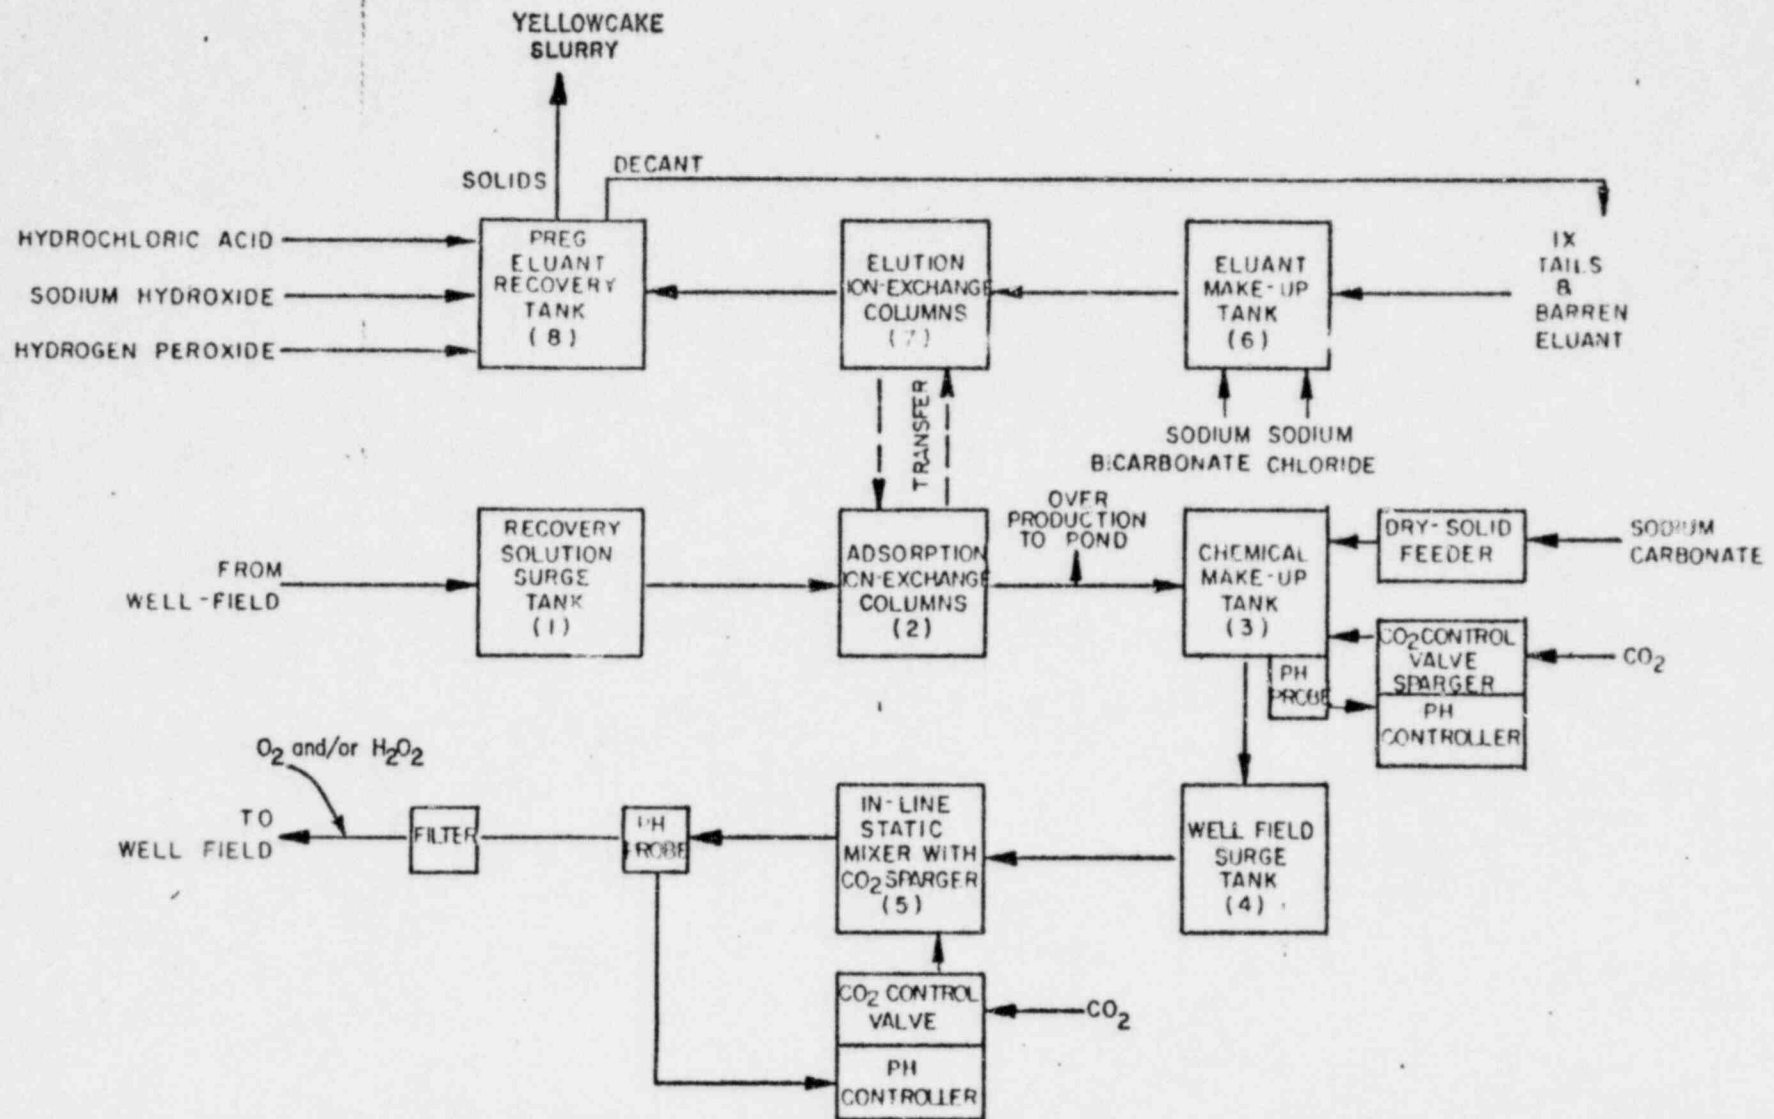 YELLOWCAKE
SLURRY
SOLIDS
DECANT
HYDROCHLORIC ACID
SODIUM HYDROXIDE
HYDROGEN PEROXIDE
PREG
ELUANT
RECOVERY
TANK
(8)
ELUTION
ION-EXCHANGE
COLUMNS
(7)
ELUANT
MAKE-UP
TANK
(6)
IX
TAILS
&
BARREN
ELUANT
TRANSFER
SODIUM
BICARBONATE
SODIUM
CHLORIDE
FROM
WELL-FIELD
RECOVERY
SOLUTION
SURGE
TANK
(1)
ADSORPTION
ION-EXCHANGE
COLUMNS
(2)
OVER
PRODUCTION
TO POND
CHEMICAL
MAKE-UP
TANK
(3)
DRY-SOLID
FEEDER
SODIUM
CARBONATE
PH
PROBE
CO2 CONTROL
VALVE
SPARGER
CO2
PH
CONTROLLER
O2 and/or H2O2
TO
WELL FIELD
FILTER
PH
PROBE
IN-LINE
STATIC
MIXER WITH
CO2 SPARGER
(5)
WELL FIELD
SURGE
TANK
(4)
CO2 CONTROL
VALVE
CO2
PH
CONTROLLER